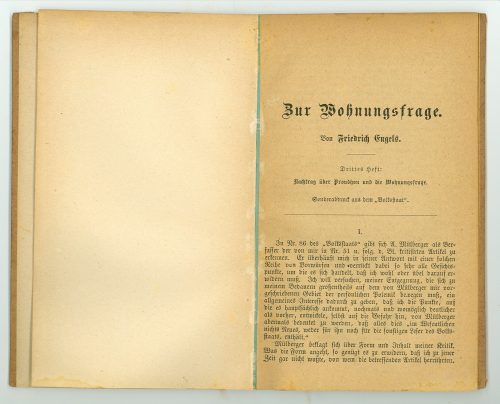 Zur Wohnungsfrage.
Von Friedrich Engels.
Drittes Heft:
Nachtrag über Proudhon und die Wohnungsfrage.
Sonderabdruck aus dem „Volksstaat“.
I.
In Nr. 86 des „Volksstaats“ gibt sich A. Mülberger als Ver-
fasser der von mir in Nr. 51 u. folg. d. Bl. kritisirten Artikel zu
erkennen. Er überhäuft mich in seiner Antwort mit einer solchen
Reihe von Vorwürfen und verrückt dabei so sehr alle Gesichts-
punkte, um die es sich handelt, daß ich wohl oder übel darauf er-
widern muß. Ich will versuchen, meiner Entgegnung, die sich zu
meinem Bedauern großentheils auf dem von Mülberger mir vor-
geschriebenen Gebiet der persönlichen Polemik bewegen muß, ein
allgemeines Interesse dadurch zu geben, daß ich die Punkte, auf
die es hauptsächlich ankommt, nochmals und womöglich deutlicher
als vorher, entwickle, selbst auf die Gefahr hin, von Mülberger
abermals bedeutet zu werden, daß alles dies „im Wesentlichen
nichts Neues, weder für ihn noch für die sonstigen Leser des Volks-
staats, enthält.“
Mülberger beklagt sich über Form und Inhalt meiner Kritik.
Was die Form angeht, so genügt es zu erwidern, daß ich zu jener
Zeit gar nicht wußte, von wem die betreffenden Artikel herrührten.